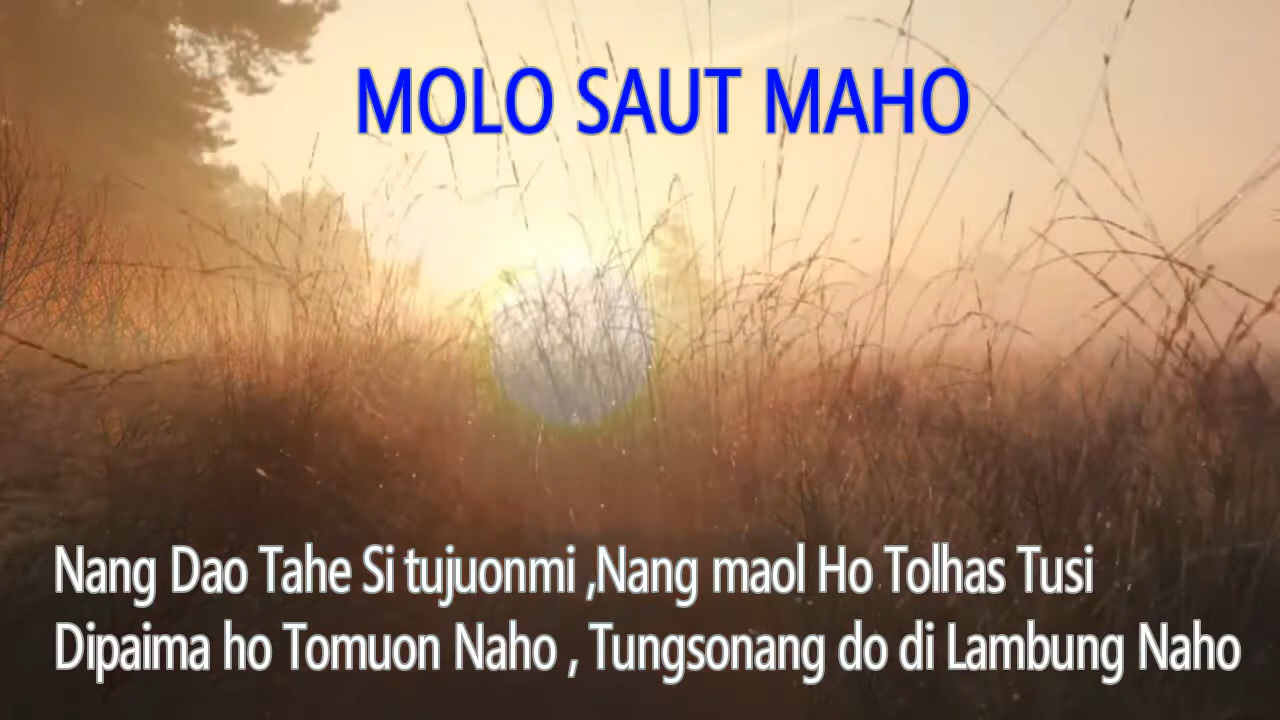 MOLO SAUT MAHO
Nang Dao Tahe Si tujuonmi ,Nang maol Ho Tolhas Tusi
Dipaima ho Tomuon Naho , Tungsonang do di Lambung Naho